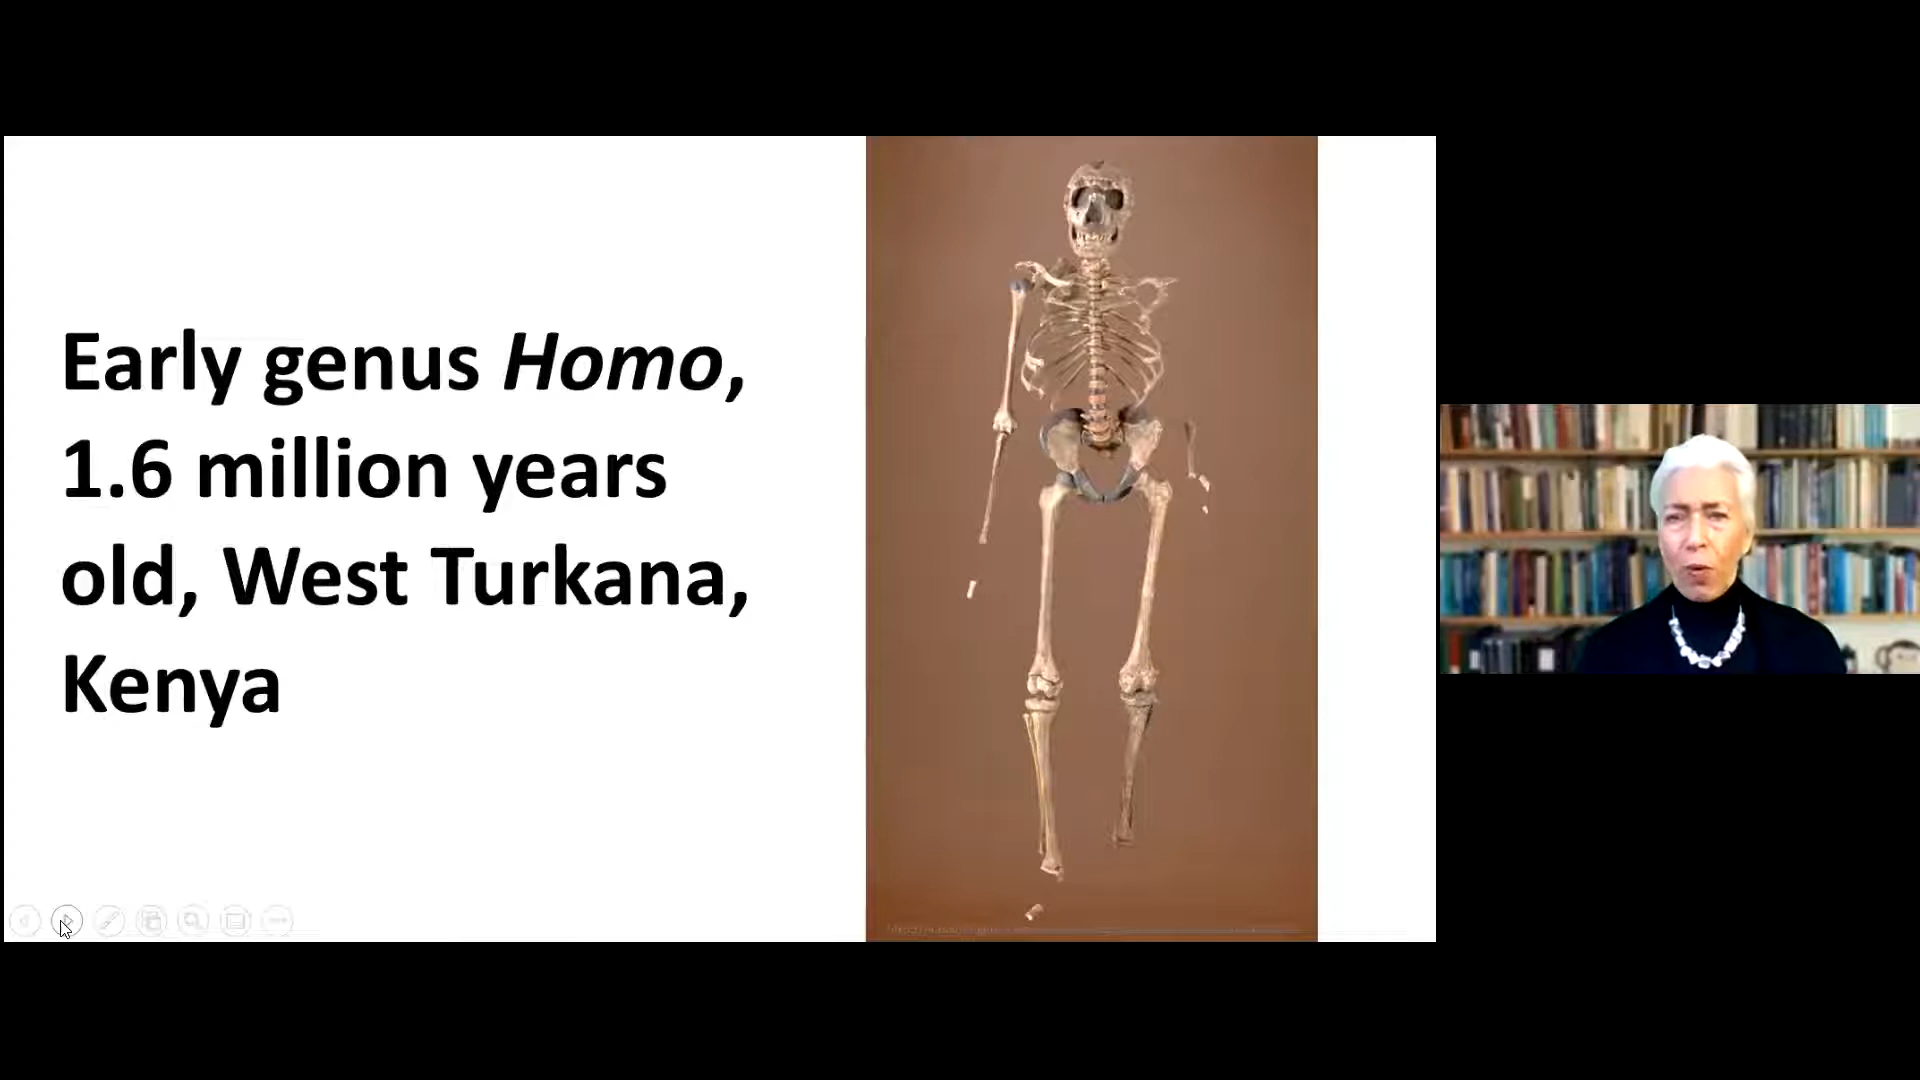 Early genus Homo,
1.6 million years
old, West Turkana,
Kenya